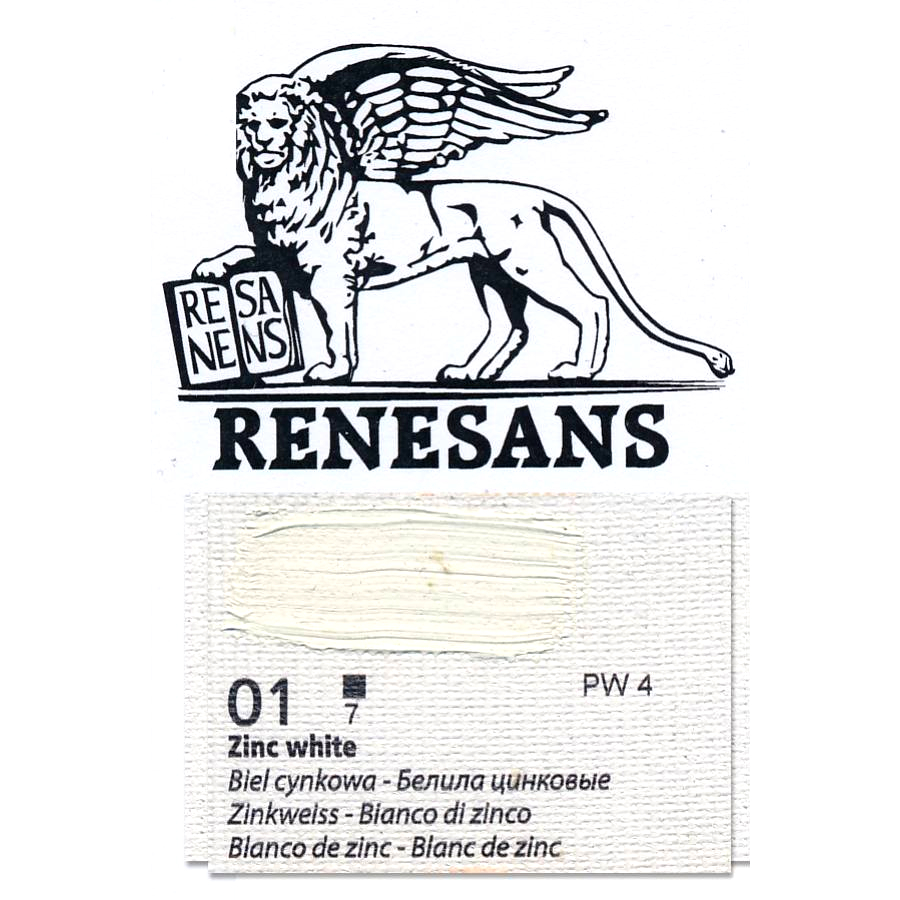 RE SA
NE NS
RENESANS
01
7
PW 4
Zinc white
Biel cynkowa - Белила цинковые
Zinkweiss - Bianco di zinco
Blanco de zinc - Blanc de zinc